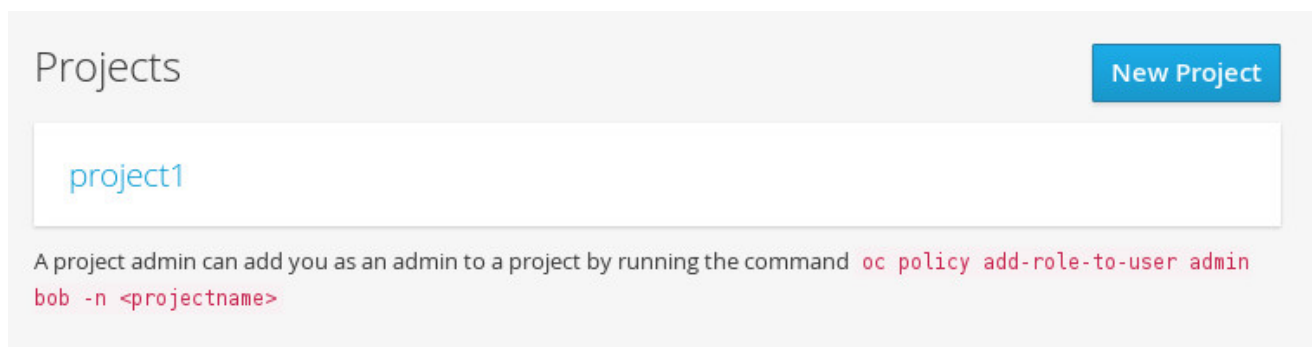 Projects
New Project
project1
A project admin can add you as an admin to a project by running the command oc policy add-role-to-user admin
bob -n <projectname>